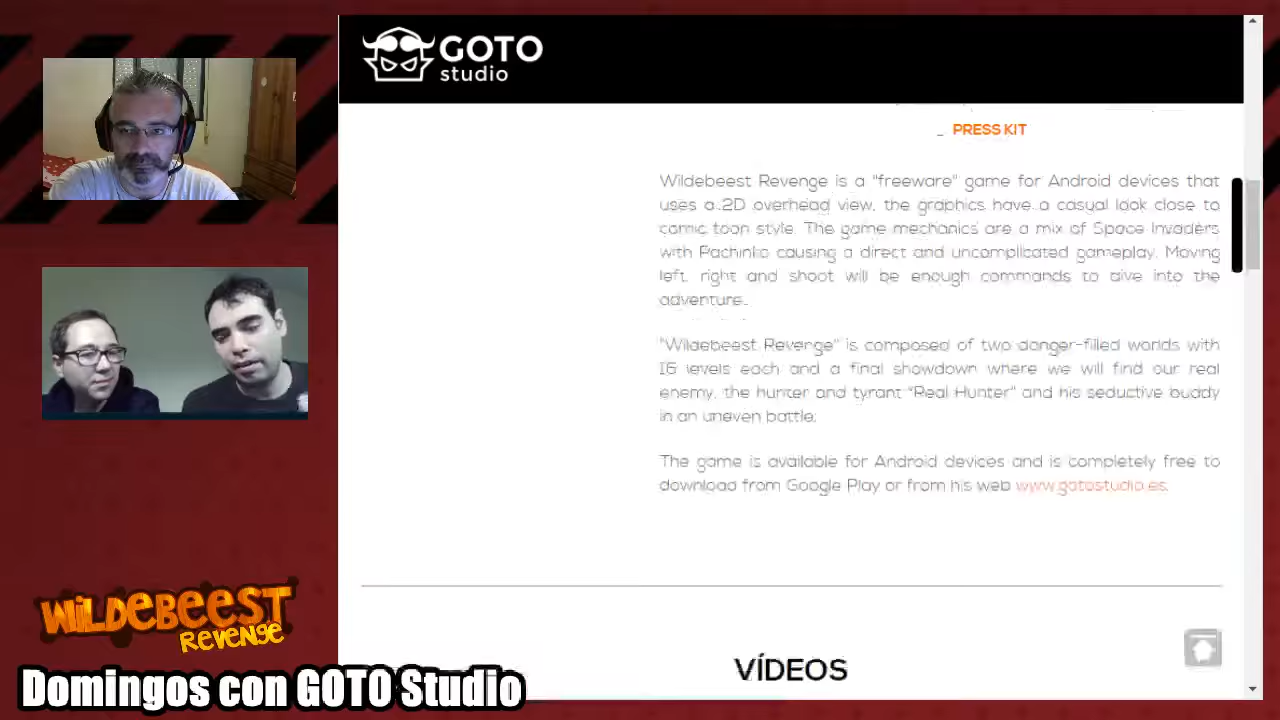 GOTO
studio
PRESS KIT
Wildebeest Revenge is a "freeware" game for Android devices that
uses a 2D overhead view, the graphics have a casual look close to
comic toon style. The game mechanics are a mix of Space Invaders
with Pachinko causing a direct and uncomplicated gameplay. Moving
left, right and shoot will be enough commands to dive into the
adventure.
"Wildebeest Revenge" is composed of two danger-filled worlds with
16 levels each and a final showdown where we will find our real
enemy, the hunter and tyrant "Real Hunter" and his seductive buddy
in an uneven battle.
The game is available for Android devices and is completely free to
download from Google Play or from his web www.gotostudio.es.
VÍDEOS
WILDEBEEST
REVENGE
Domingos con GOTO Studio